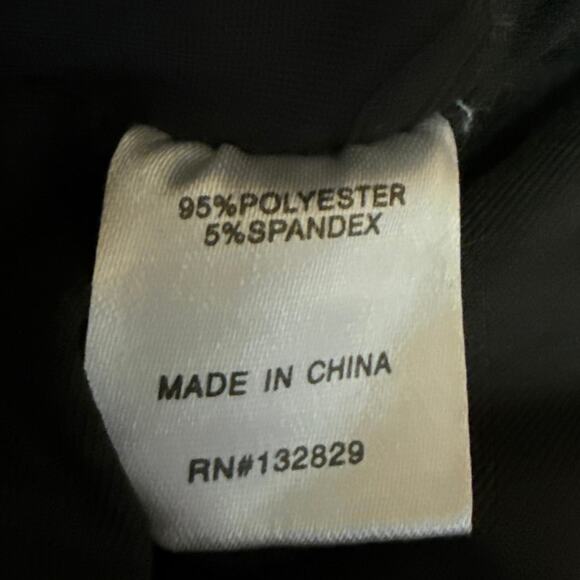 95%POLYESTER
5%SPANDEX
MADE IN CHINA
RN#132829